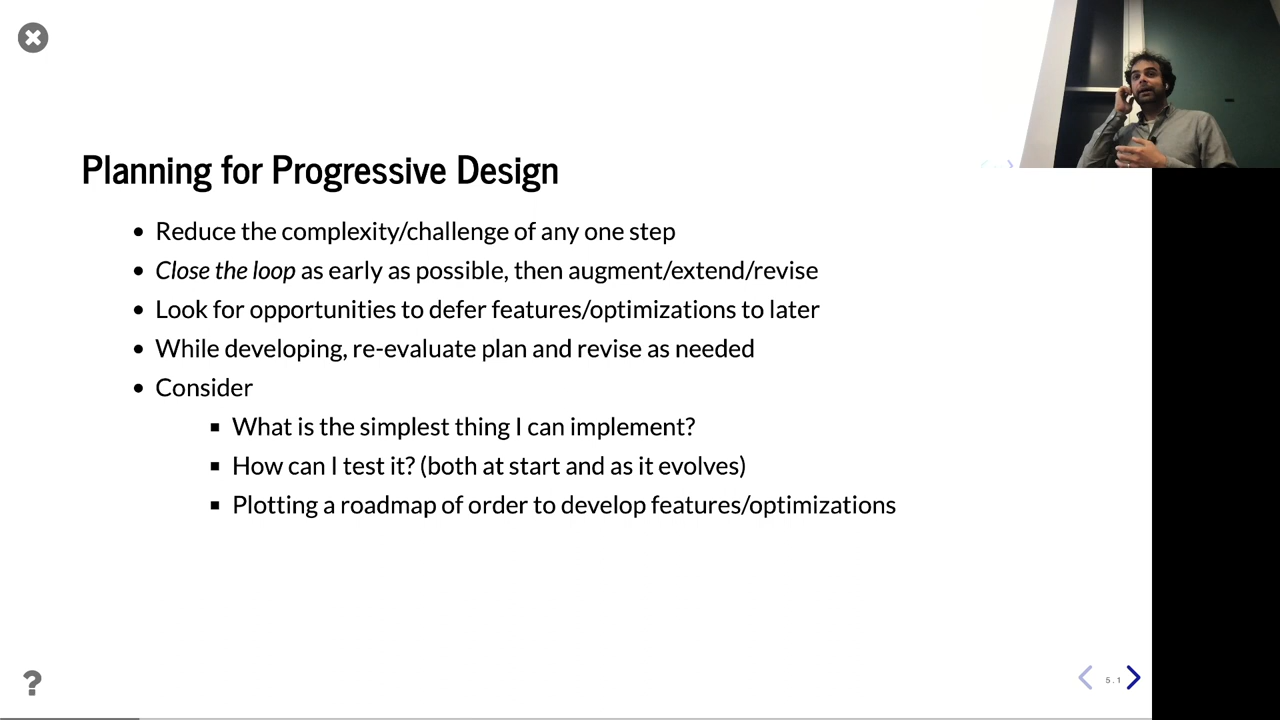 Planning for Progressive Design
Reduce the complexity/challenge of any one step
Close the loop as early as possible, then augment/extend/revise
Look for opportunities to defer features/optimizations to later
While developing, re-evaluate plan and revise as needed
Consider
What is the simplest thing I can implement?
How can I test it? (both at start and as it evolves)
Plotting a roadmap of order to develop features/optimizations
?
5.1